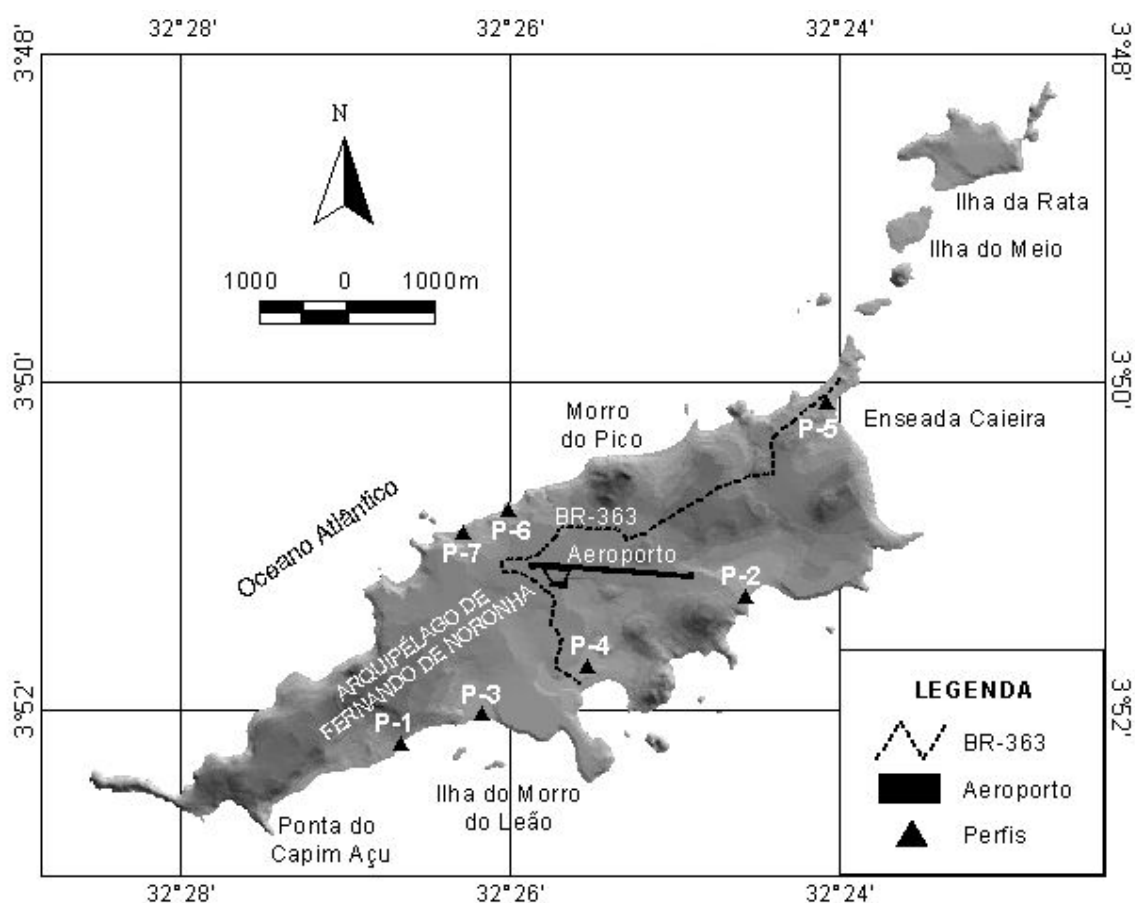 32°28'
32°26'
32°24'
3°48'
3°48'
N
1000
0
1000m
Ilha da Rata
Ilha do Meio
3°50'
3°50'
Morro
do Pico
P-5
Enseada Caieira
Oceano Atlântico
P-6
BR-363
P-7
Aeroporto
P-2
ARQUIPÉLAGO DE
FERNANDO DE NORONHA
P-4
P-3
P-1
3°52'
3°52'
Ilha do Morro
do Leão
Ponta do
Capim Açu
LEGENDA
BR-363
Aeroporto
Perfis
32°28'
32°26'
32°24'